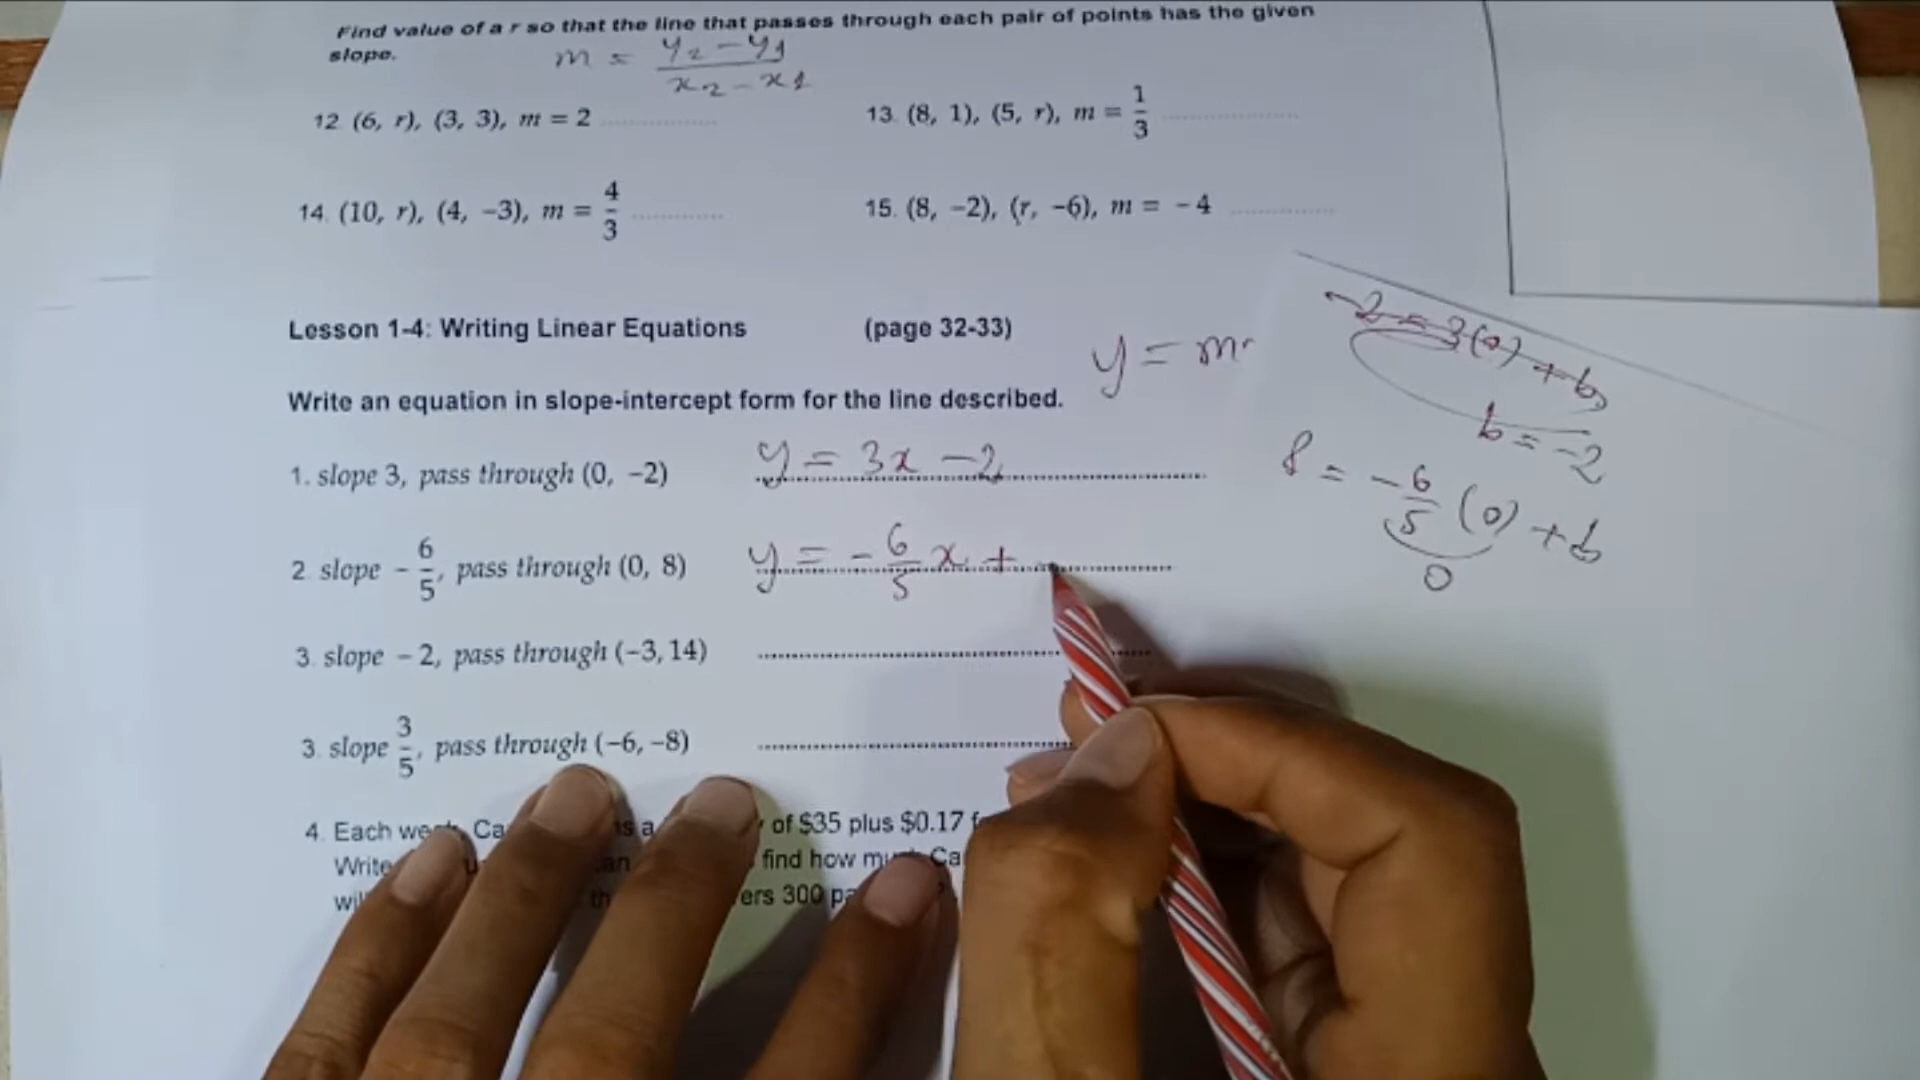 Find value of a r so that the line that passes through each pair of points has the given
slope.
m = y₂ − y₁ / x₂ − x₁
12. (6, r), (3, 3), m = 2 ..........
13. (8, 1), (5, r), m = 1/3 ..........
14. (10, r), (4, −3), m = 4/3 ..........
15. (8, −2), (r, −6), m = − 4 ..........
Lesson 1-4: Writing Linear Equations (page 32-33)
y = m
−2 = 3(0) + b
b = −2
Write an equation in slope-intercept form for the line described.
1. slope 3, pass through (0, −2) y = 3x − 2
8 = −6/5 (0) + b
0
2. slope − 6/5, pass through (0, 8) y = −6/5 x +
3. slope − 2, pass through (−3, 14) ..........
3. slope 3/5, pass through (−6, −8) ..........
4. Each of $35 plus $0.17
Write find how
300